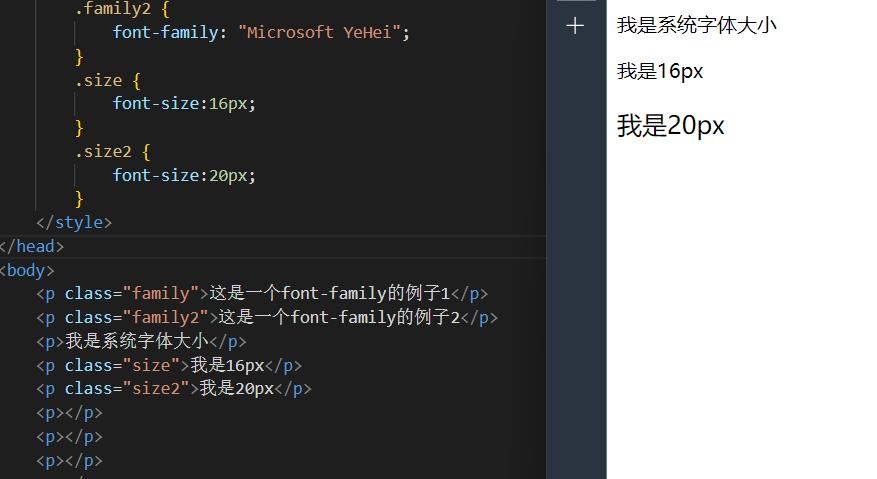 .family2 {
font-family: "Microsoft YeHei";
}
.size {
font-size:16px;
}
.size2 {
font-size:20px;
}
</style>
</head>
<body>
<p class="family">这是一个font-family的例子1</p>
<p class="family2">这是一个font-family的例子2</p>
<p>我是系统字体大小</p>
<p class="size">我是16px</p>
<p class="size2">我是20px</p>
<p></p>
<p></p>
<p></p>
我是系统字体大小
我是16px
我是20px